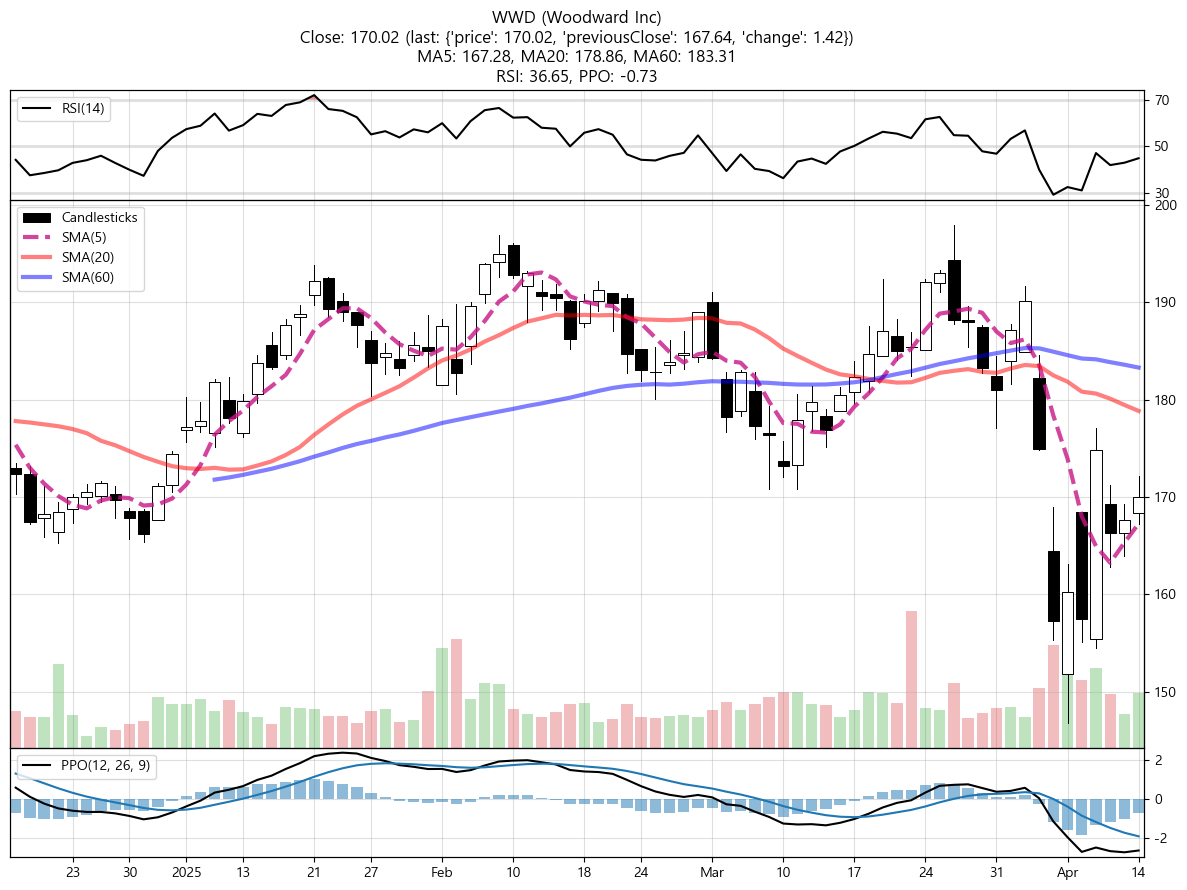 WWD (Woodward Inc)
Close: 170.02 (last: {'price': 170.02, 'previousClose': 167.64, 'change': 1.42})
MA5: 167.28, MA20: 178.86, MA60: 183.31
RSI: 36.65, PPO: -0.73
RSI(14)
70
50
30
Candlesticks
SMA(5)
SMA(20)
SMA(60)
200
190
180
170
160
150
PPO(12, 26, 9)
2
0
-2
23 30 2025 13 21 27 Feb 10 18 24 Mar 10 17 24 31 Apr 14